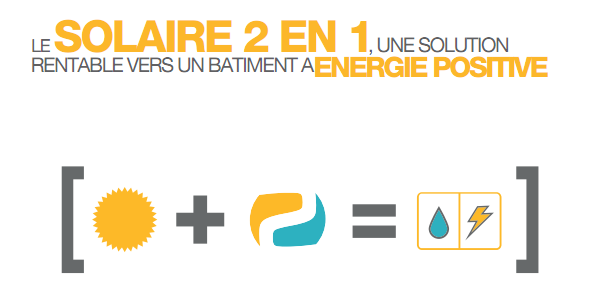 LE SOLAIRE 2 EN 1, UNE SOLUTION
RENTABLE VERS UN BATIMENT A ENERGIE POSITIVE